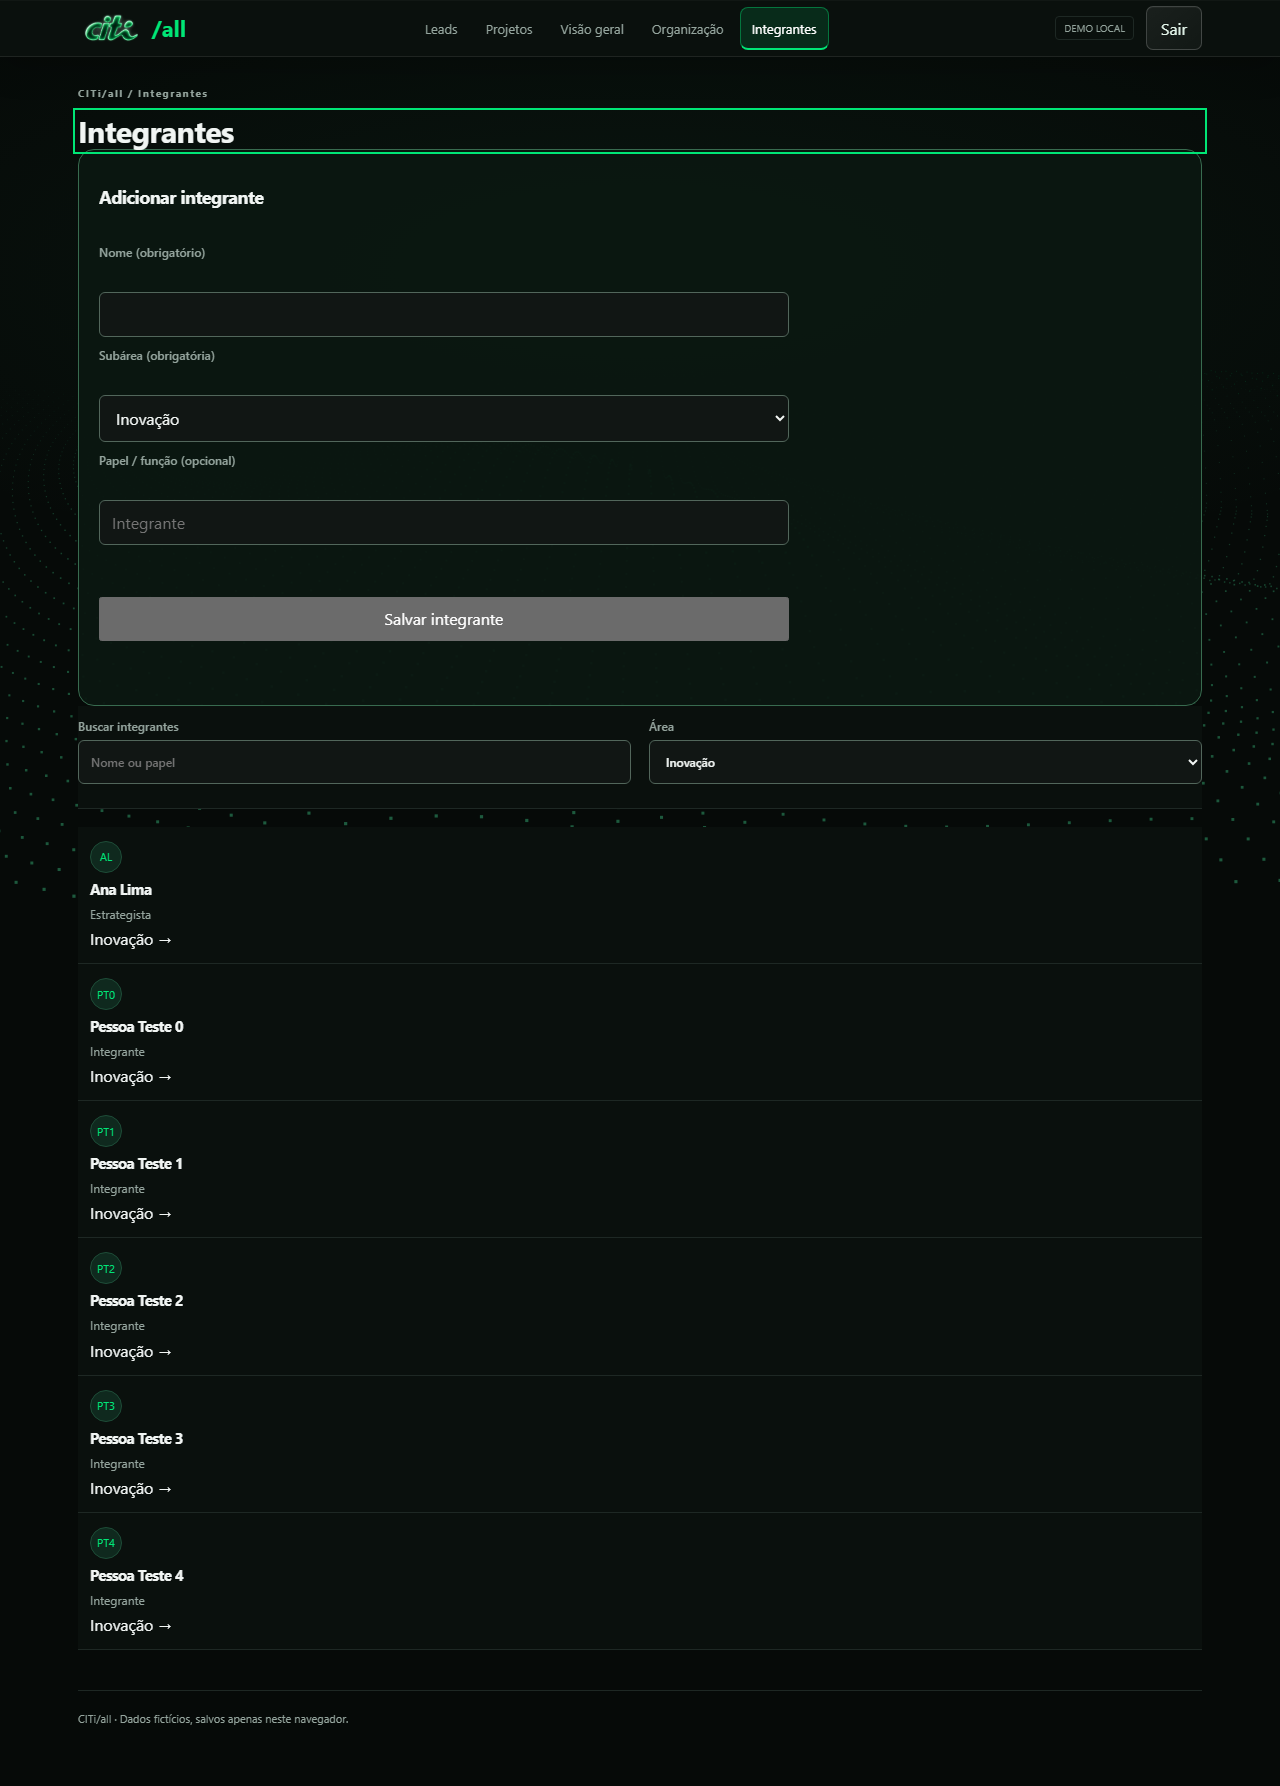 citi /all
Leads
Projetos
Visão geral
Organização
Integrantes
DEMO LOCAL
Sair
CITi/all / Integrantes
Integrantes
Adicionar integrante
Nome (obrigatório)
Subárea (obrigatória)
Inovação
Papel / função (opcional)
Integrante
Salvar integrante
Buscar integrantes
Área
Nome ou papel
Inovação
AL
Ana Lima
Estrategista
Inovação →
PT0
Pessoa Teste 0
Integrante
Inovação →
PT1
Pessoa Teste 1
Integrante
Inovação →
PT2
Pessoa Teste 2
Integrante
Inovação →
PT3
Pessoa Teste 3
Integrante
Inovação →
PT4
Pessoa Teste 4
Integrante
Inovação →
CITi/all · Dados fictícios, salvos apenas neste navegador.